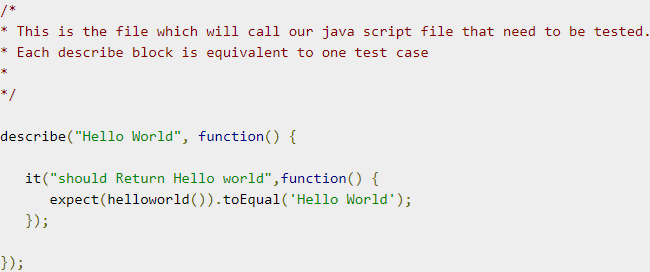 /*
* This is the file which will call our java script file that need to be tested.
* Each describe block is equivalent to one test case
*
*/
describe("Hello World", function() {
it("should Return Hello world",function() {
expect(helloworld()).toEqual('Hello World');
});
});